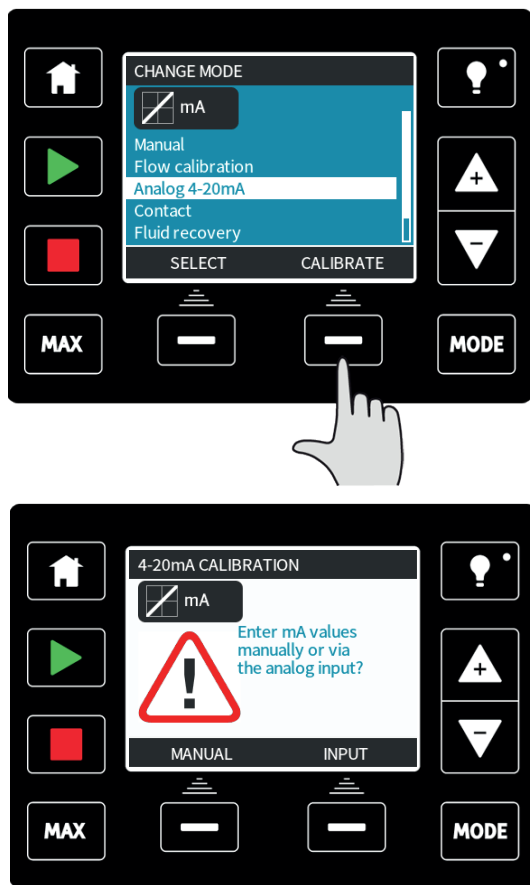 CHANGE MODE
mA
Manual
Flow calibration
Analog 4-20mA
Contact
Fluid recovery
SELECT CALIBRATE
MAX
MODE
4-20mA CALIBRATION
mA
Enter mA values
manually or via
the analog input?
!
MANUAL INPUT
MAX
MODE